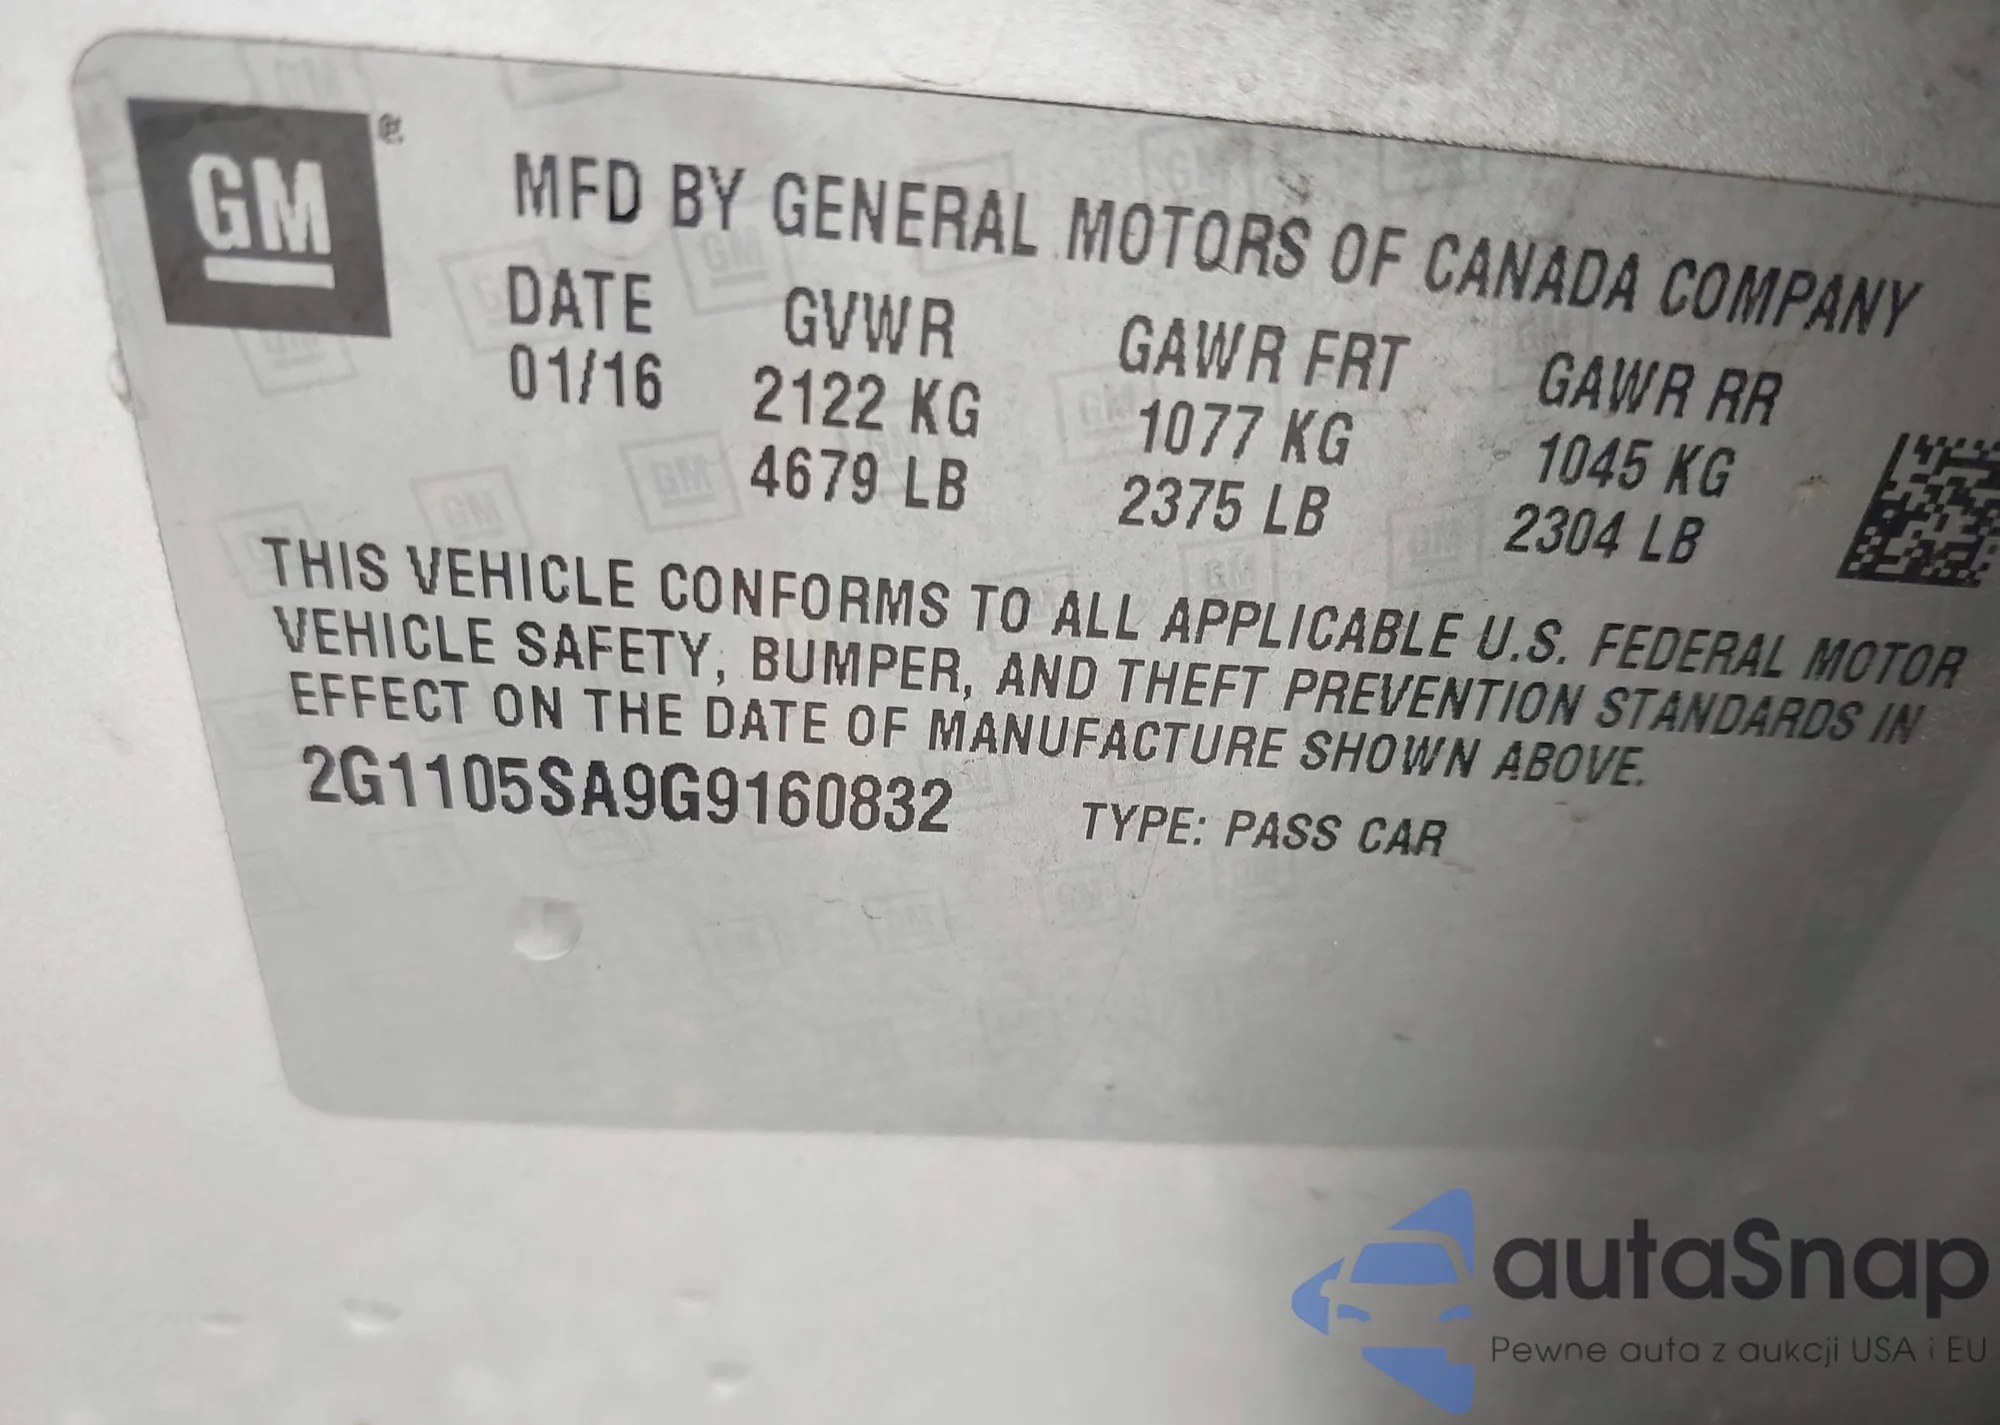 GM
MFD BY GENERAL MOTORS OF CANADA COMPANY
DATE GVWR GAWR FRT GAWR RR
01/16 2122 KG 1077 KG 1045 KG
4679 LB 2375 LB 2304 LB
THIS VEHICLE CONFORMS TO ALL APPLICABLE U.S. FEDERAL MOTOR
VEHICLE SAFETY, BUMPER, AND THEFT PREVENTION STANDARDS IN
EFFECT ON THE DATE OF MANUFACTURE SHOWN ABOVE.
2G1105SA9G9160832 TYPE: PASS CAR
autaSnap
Pewne auta z aukcji USA i EU